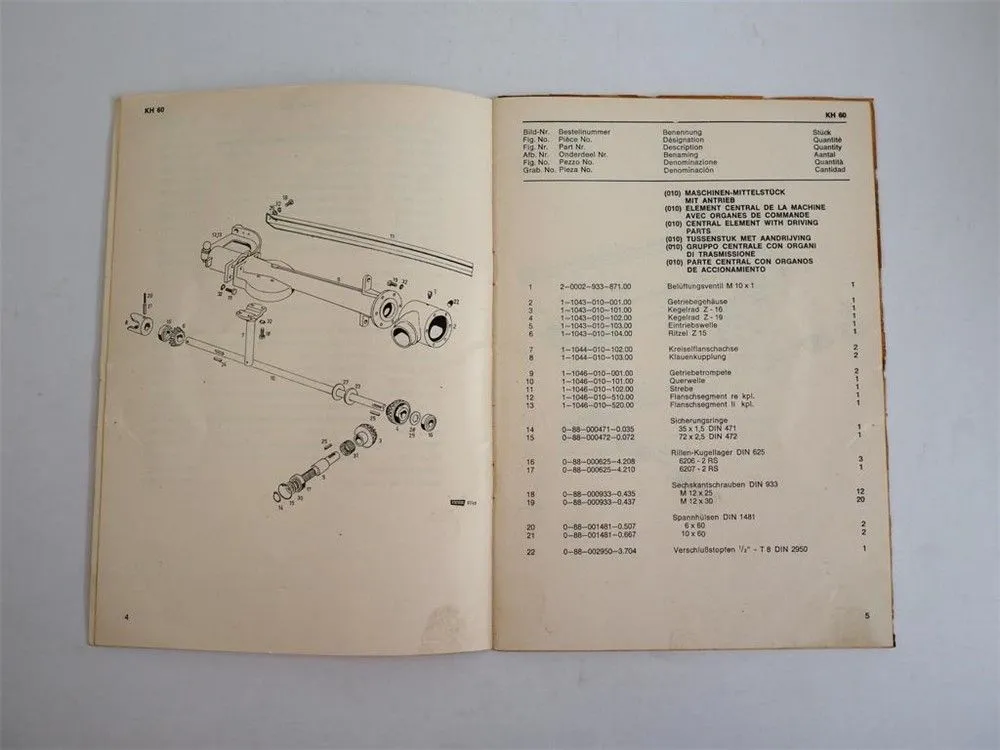 KH 60
4
KH 60
Bild-Nr. Bestellnummer Benennung Stück
Fig. No. Pièce No. Désignation Quantité
Fig. Nr. Part Nr. Description Quantity
Afb. Nr. Onderdeel Nr. Benaming Aantal
Fig. No. Pezzo No. Denominazione Quantità
Grab. No. Pieza No. Denominación Cantidad
(010) MASCHINEN-MITTELSTÜCK
MIT ANTRIEB
(010) ELEMENT CENTRAL DE LA MACHINE
AVEC ORGANES DE COMMANDE
(010) CENTRAL ELEMENT WITH DRIVING
PARTS
(010) TUSSENSTUK MET AANDRIJVING
(010) GRUPPO CENTRALE CON ORGANI
DI TRASMISSIONE
(010) PARTE CENTRAL CON ORGANOS
DE ACCIONAMIENTO
1 2-0002-933-871.00 Belüftungsventil M 10 x 1 1
2 1-1043-010-001.00 Getriebegehäuse 1
3 1-1043-010-101.00 Kegelrad Z - 16 1
4 1-1043-010-102.00 Kegelrad Z - 19 1
5 1-1043-010-103.00 Eintriebswelle 1
6 1-1043-010-104.00 Ritzel Z 15 1
7 1-1044-010-102.00 Kreiselflanschachse 2
8 1-1044-010-103.00 Klauenkupplung 2
9 1-1046-010-001.00 Getriebetrompete 2
10 1-1046-010-101.00 Querwelle 1
11 1-1046-010-102.00 Strebe 1
12 1-1046-010-510.00 Flanschsegment re kpl. 1
13 1-1046-010-520.00 Flanschsegment li kpl. 1
Sicherungsringe
14 0-88-000471-0.035 35 x 1,5 DIN 471 1
15 0-88-000472-0.072 72 x 2,5 DIN 472 1
Rillen-Kugellager DIN 625
16 0-88-000625-4.208 6206 - 2 RS 3
17 0-88-000625-4.210 6207 - 2 RS 1
Sechskantschrauben DIN 933
18 0-88-000933-0.435 M 12 x 25 12
19 0-88-000933-0.437 M 12 x 30 20
Spannhülsen DIN 1481
20 0-88-001481-0.507 6 x 60 2
21 0-88-001481-0.667 10 x 60 2
22 0-88-002950-3.704 Verschlußstopfen 1/2" - T 8 DIN 2950 1
5